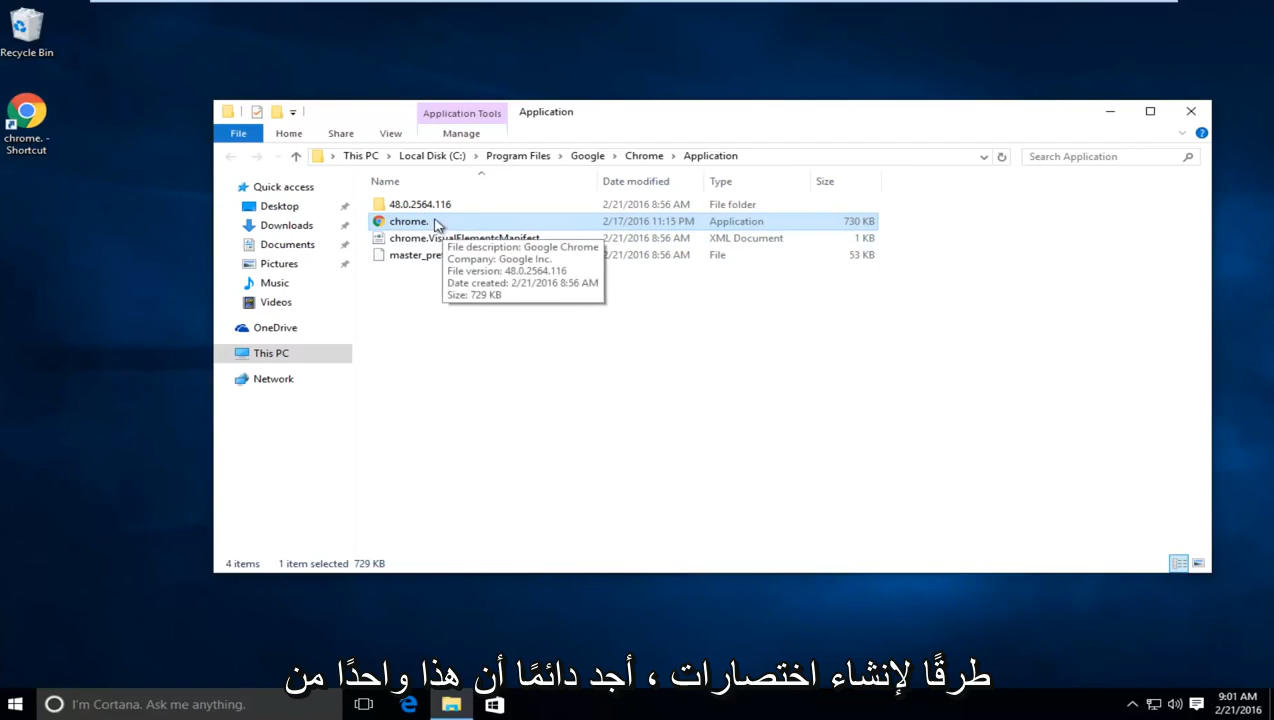 Recycle Bin
chrome. -
Shortcut
Application Tools
Application
File
Home
Share
View
Manage
This PC
Local Disk (C:)
Program Files
Google
Chrome
Application
Search Application
Quick access
Desktop
Downloads
Documents
Pictures
Music
Videos
OneDrive
This PC
Network
Name
Date modified
Type
Size
48.0.2564.116
2/21/2016 8:56 AM
File folder
chrome.
2/17/2016 11:15 PM
Application
730 KB
chrome.VisualElementsManifest
2/21/2016 8:56 AM
XML Document
1 KB
master_pre
2/21/2016 8:56 AM
File
53 KB
File description: Google Chrome
Company: Google Inc.
File version: 48.0.2564.116
Date created: 2/21/2016 8:56 AM
Size: 729 KB
4 items
1 item selected 729 KB
طرقًا لإنشاء اختصارات ، أجد دائمًا أن هذا واحدًا من
I'm Cortana. Ask me anything.
9:01 AM
2/21/2016